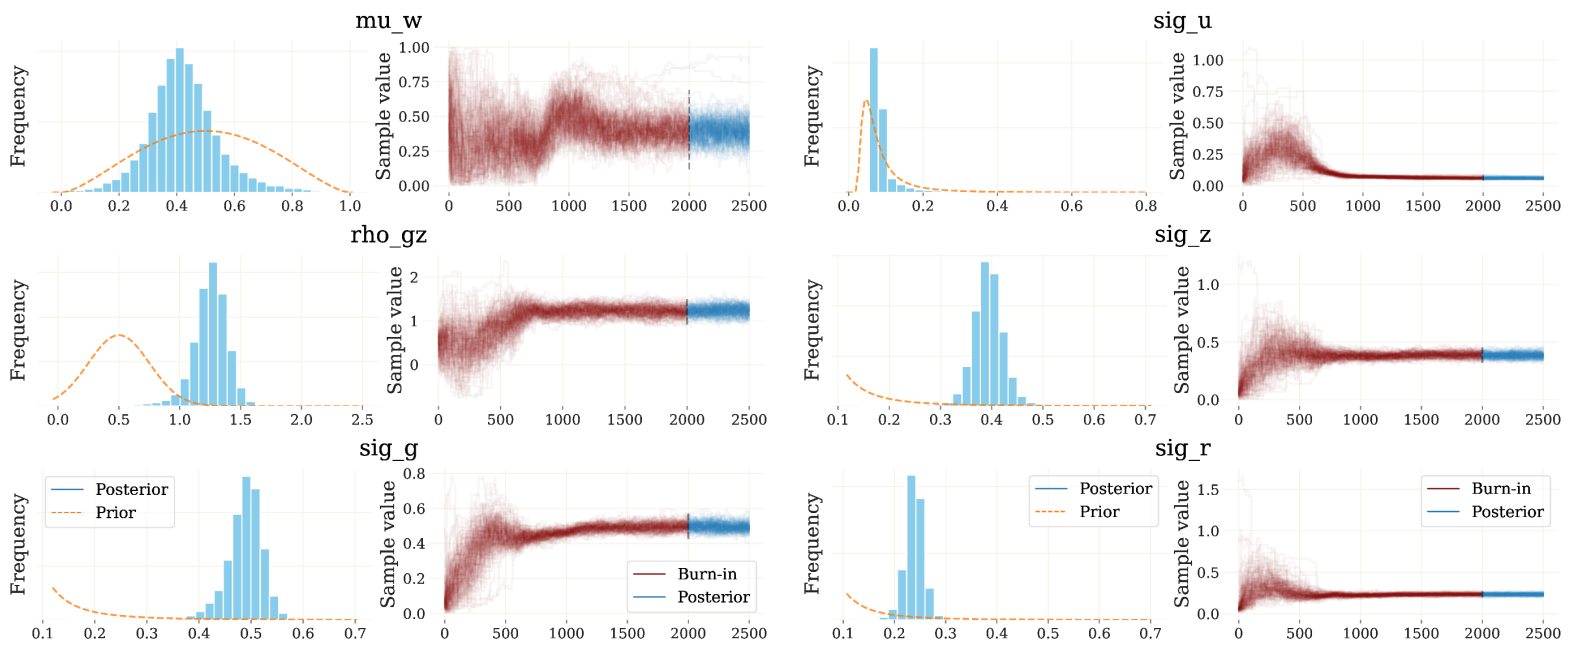 mu_w
Frequency
0.0 0.2 0.4 0.6 0.8 1.0
Sample value
1.00
0.75
0.50
0.25
0.00
0 500 1000 1500 2000 2500
sig_u
Frequency
0.0 0.2 0.4 0.6 0.8
Sample value
1.00
0.75
0.50
0.25
0.00
0 500 1000 1500 2000 2500
rho_gz
Frequency
0.0 0.5 1.0 1.5 2.0 2.5
Sample value
2
1
0
0 500 1000 1500 2000 2500
sig_z
Frequency
0.1 0.2 0.3 0.4 0.5 0.6 0.7
Sample value
1.0
0.5
0.0
0 500 1000 1500 2000 2500
sig_g
Frequency
Posterior
Prior
0.1 0.2 0.3 0.4 0.5 0.6 0.7
Sample value
0.8
0.6
0.4
0.2
0.0
Burn-in
Posterior
0 500 1000 1500 2000 2500
sig_r
Frequency
Posterior
Prior
0.1 0.2 0.3 0.4 0.5 0.6 0.7
Sample value
1.5
1.0
0.5
0.0
Burn-in
Posterior
0 500 1000 1500 2000 2500